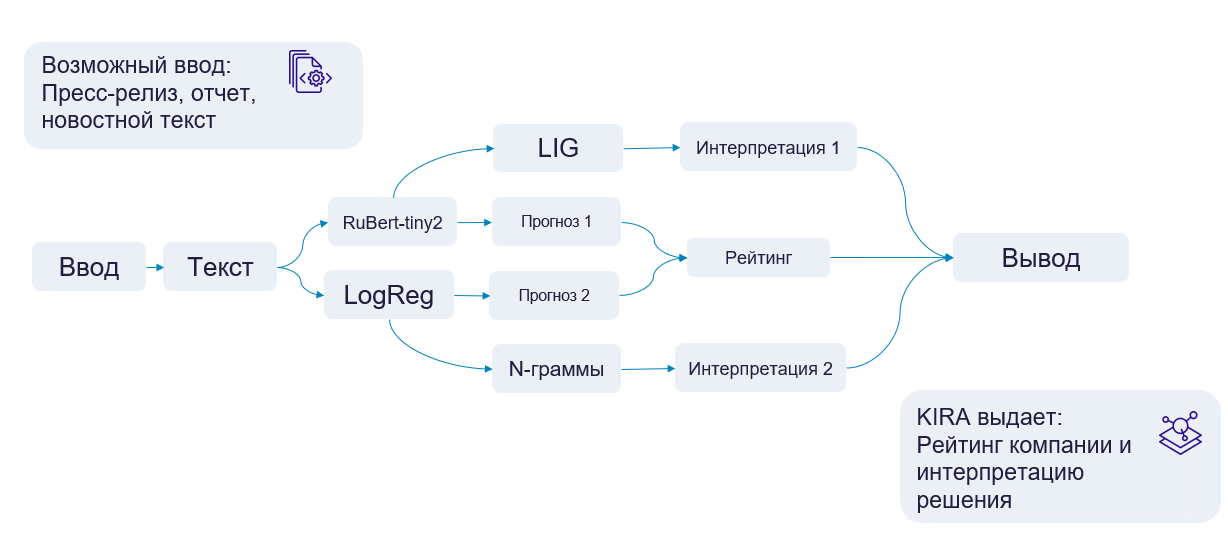 Возможный ввод:
Пресс-релиз, отчет,
новостной текст
LIG
Интерпретация 1
RuBert-tiny2
Прогноз 1
Ввод
Текст
Рейтинг
Вывод
LogReg
Прогноз 2
N-граммы
Интерпретация 2
KIRA выдает:
Рейтинг компании и
интерпретацию
решения